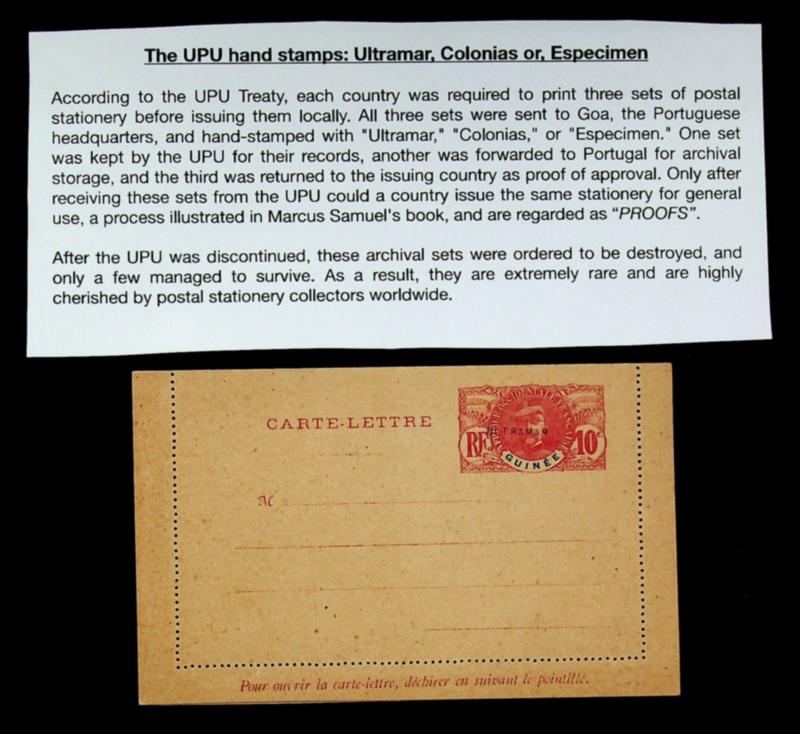 The UPU hand stamps: Ultramar, Colonias or, Especimen
According to the UPU Treaty, each country was required to print three sets of postal
stationery before issuing them locally. All three sets were sent to Goa, the Portuguese
headquarters, and hand-stamped with "Ultramar," "Colonias," or "Especimen." One set
was kept by the UPU for their records, another was forwarded to Portugal for archival
storage, and the third was returned to the issuing country as proof of approval. Only after
receiving these sets from the UPU could a country issue the same stationery for general
use, a process illustrated in Marcus Samuel's book, and are regarded as "PROOFS".
After the UPU was discontinued, these archival sets were ordered to be destroyed, and
only a few managed to survive. As a result, they are extremely rare and are highly
cherished by postal stationery collectors worldwide.
CARTE-LETTRE
AFRIQUE OCCIDENTALE FRANÇAISE
ULTRAMAR
RF
10c
GUINÉE
M
Pour ouvrir la carte-lettre, déchirer en suivant le pointillé.